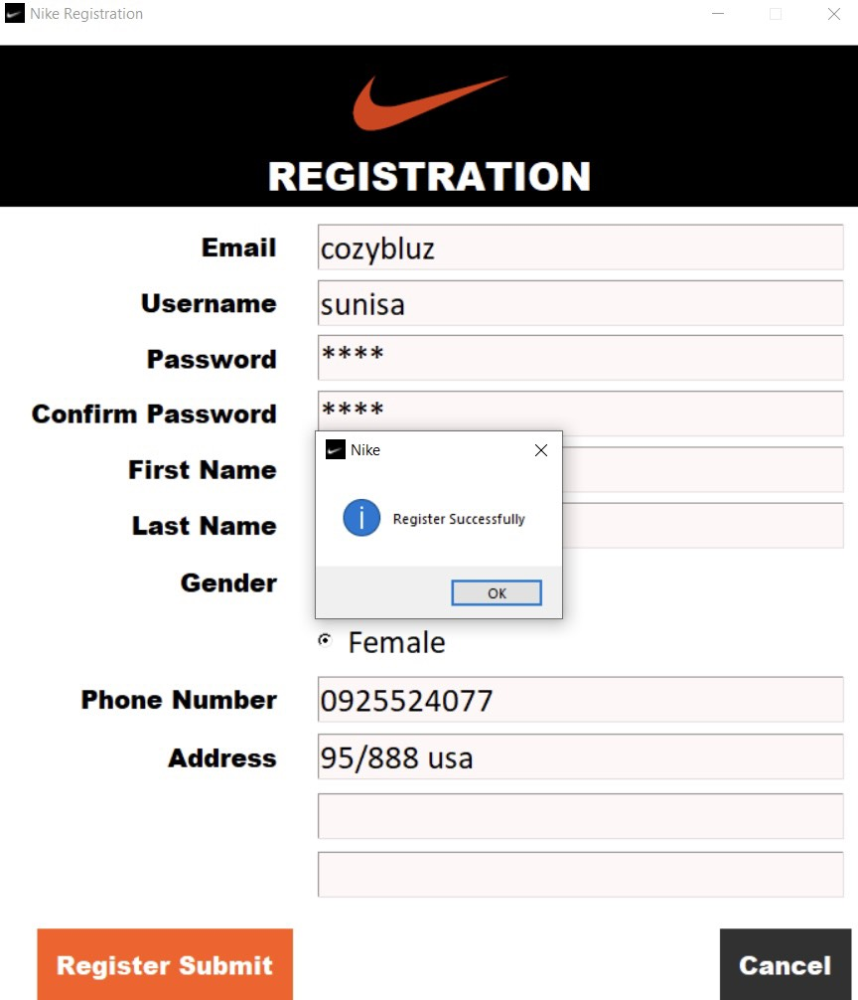 Nike Registration
REGISTRATION
Email cozybluz
Username sunisa
Password ****
Confirm Password ****
Nike
First Name
Register Successfully
Last Name
Gender
OK
Female
Phone Number 0925524077
Address 95/888 usa
Register Submit Cancel